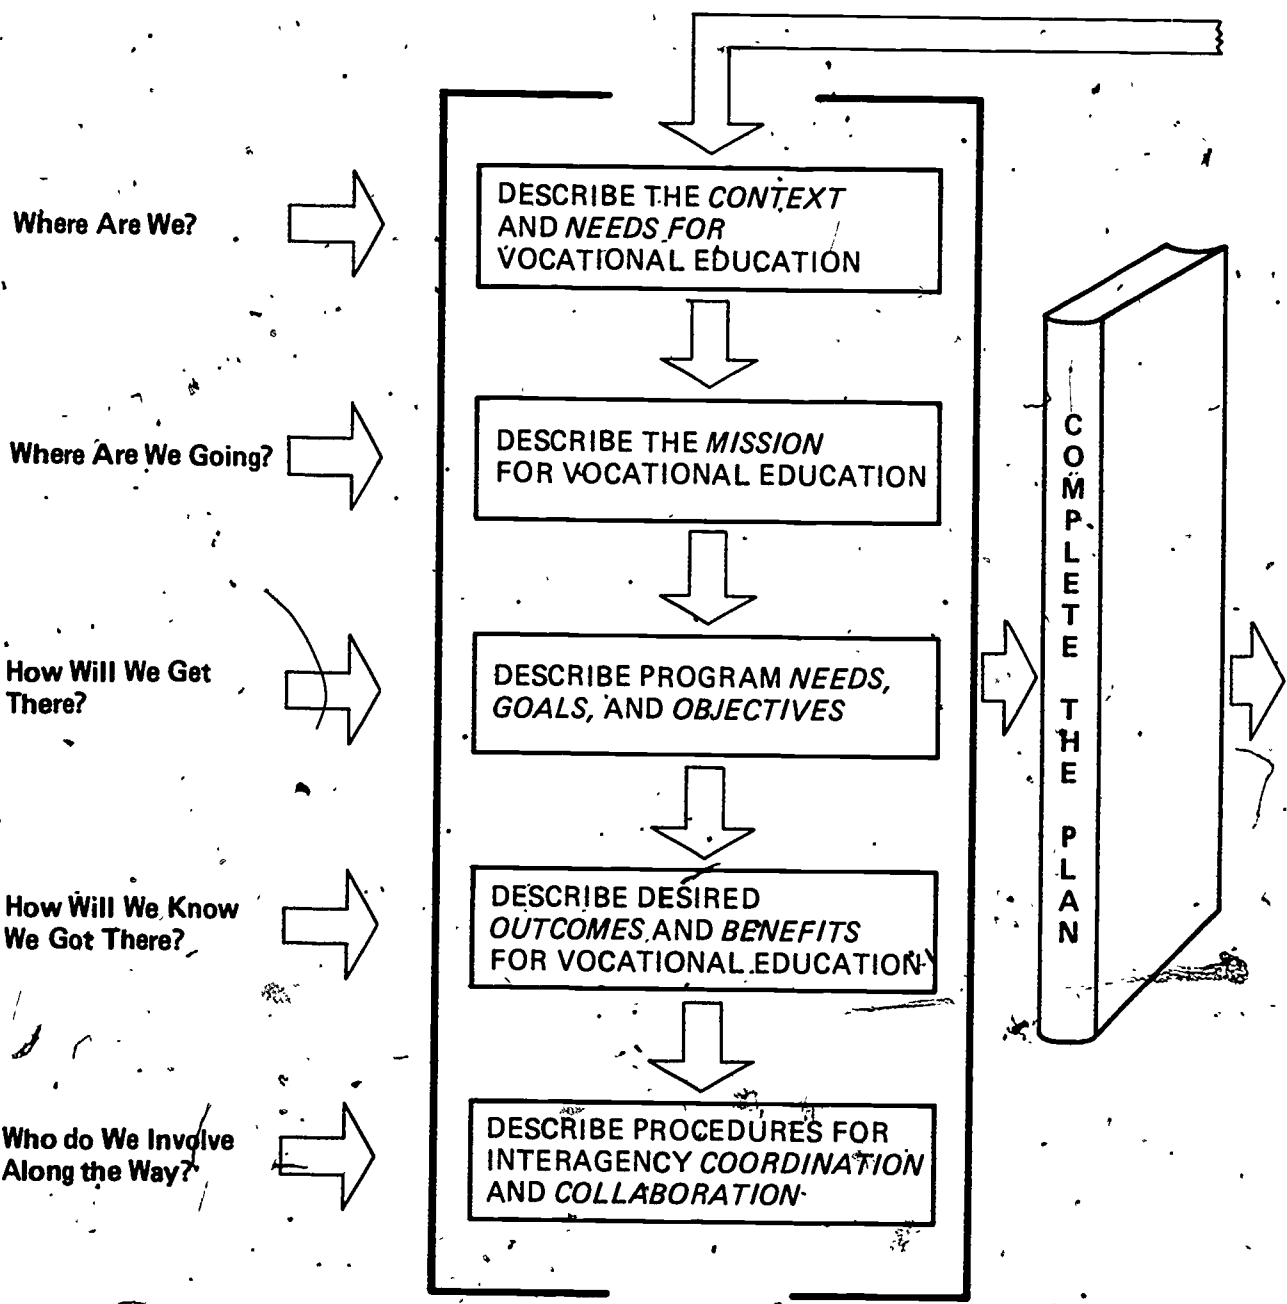 Where Are We?
DESCRIBE THE CONTEXT
AND NEEDS FOR
VOCATIONAL EDUCATION
Where Are We Going?
DESCRIBE THE MISSION
FOR VOCATIONAL EDUCATION
How Will We Get
There?
DESCRIBE PROGRAM NEEDS,
GOALS, AND OBJECTIVES
How Will We Know
We Got There?
DESCRIBE DESIRED
OUTCOMES AND BENEFITS
FOR VOCATIONAL EDUCATION
Who do We Involve
Along the Way?
DESCRIBE PROCEDURES FOR
INTERAGENCY COORDINATION
AND COLLABORATION
COMPLETE THE PLAN